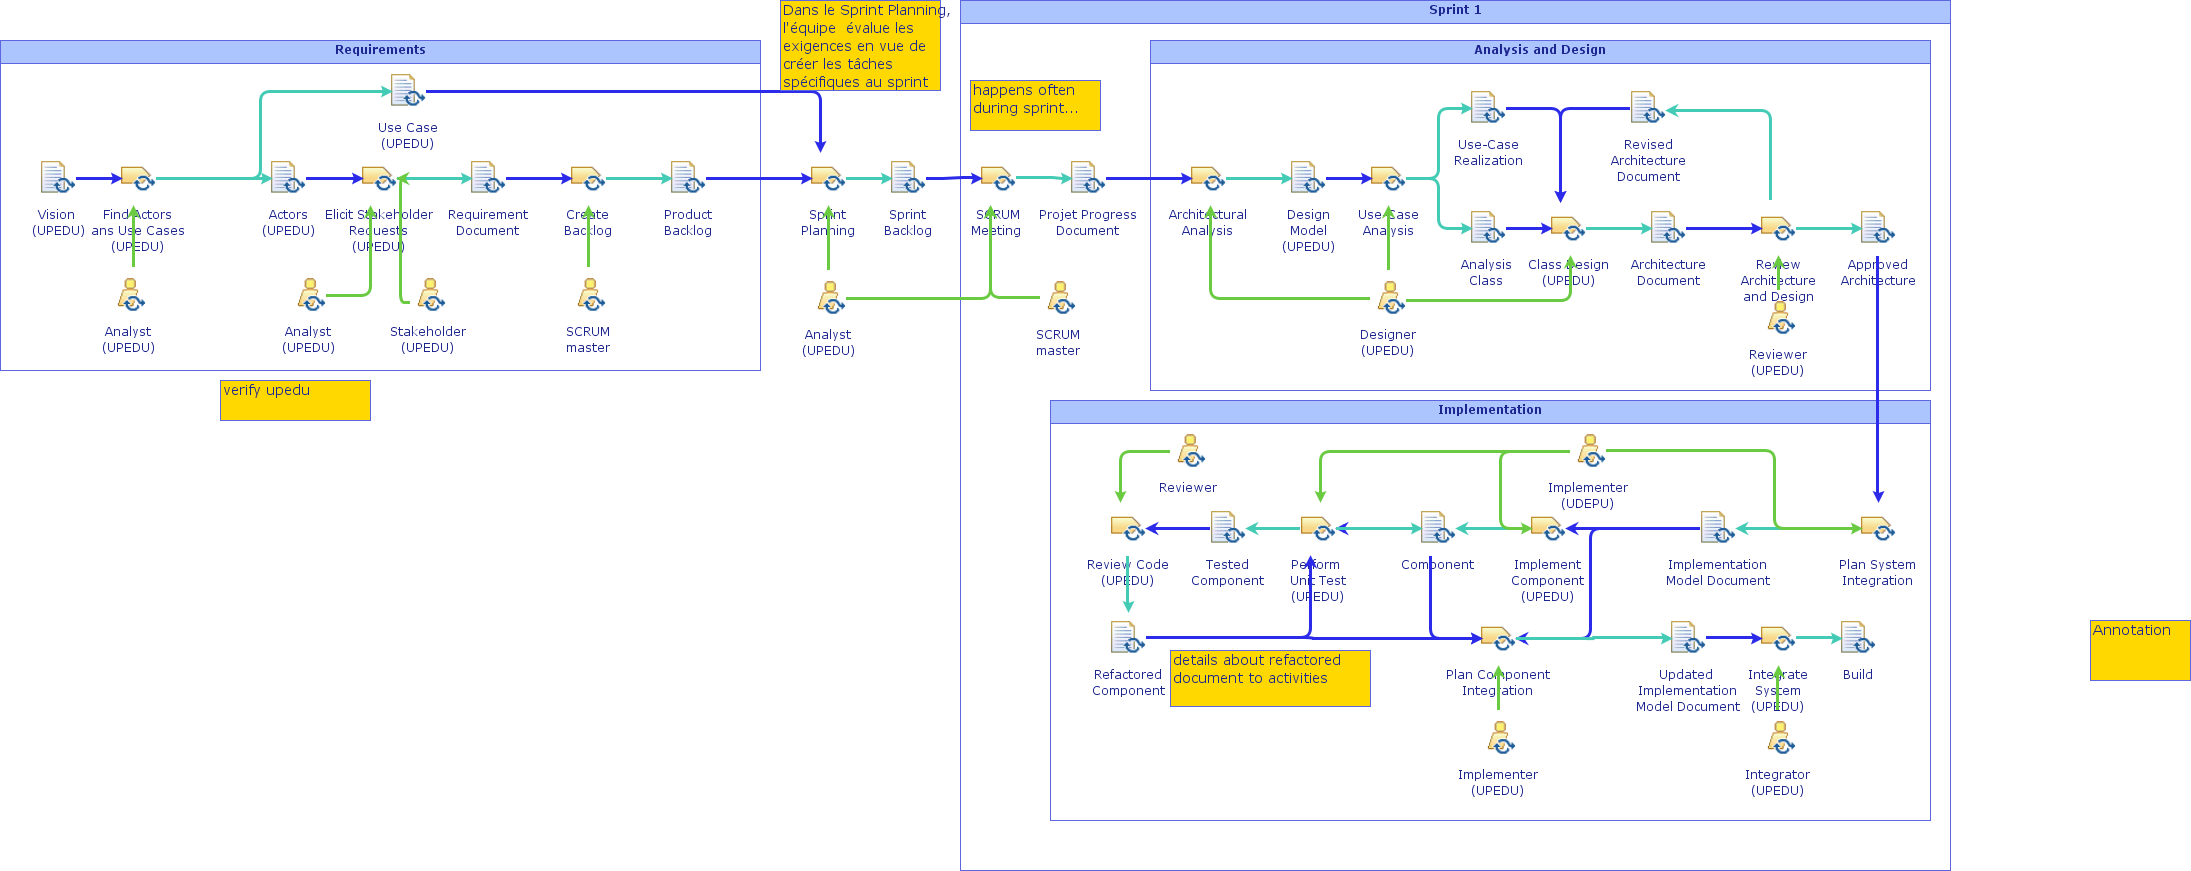 Dans le Sprint Planning,
l'équipe  évalue les
exigences en vue de
créer les tâches
spécifiques au sprint
Sprint 1
Requirements
Analysis and Design
happens often
during sprint...
Use Case
(UPEDU)
Use-Case
Realization
Revised
Architecture
Document
Vision
(UPEDU)
Find Actors
ans Use Cases
(UPEDU)
Actors
(UPEDU)
Elicit Stakeholder
Requests
(UPEDU)
Requirement
Document
Create
Backlog
Product
Backlog
Sprint
Planning
Sprint
Backlog
SCRUM
Meeting
Projet Progress
Document
Architectural
Analysis
Design
Model
(UPEDU)
Use-Case
Analysis
Analysis
Class
Class Design
(UPEDU)
Architecture
Document
Review
Architecture
and Design
Approved
Architecture
Analyst
(UPEDU)
Analyst
(UPEDU)
Stakeholder
(UPEDU)
SCRUM
master
Analyst
(UPEDU)
SCRUM
master
Designer
(UPEDU)
Reviewer
(UPEDU)
verify upedu
Implementation
Reviewer
Implementer
(UDEPU)
Review Code
(UPEDU)
Tested
Component
Perform
Unit Test
(UPEDU)
Component
Implement
Component
(UPEDU)
Implementation
Model Document
Plan System
Integration
Refactored
Component
details about refactored
document to activities
Plan Component
Integration
Updated
Implementation
Model Document
Integrate
System
(UPEDU)
Build
Implementer
(UPEDU)
Integrator
(UPEDU)
Annotation